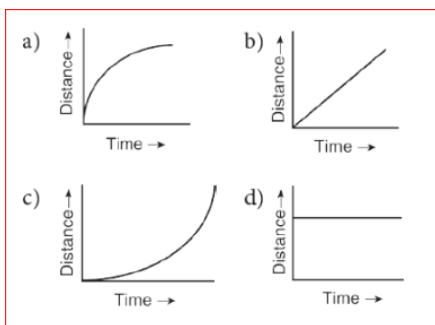 a)
Distance→
Time →
b)
Distance→
Time →
c)
Distance→
Time →
d)
Distance→
Time →